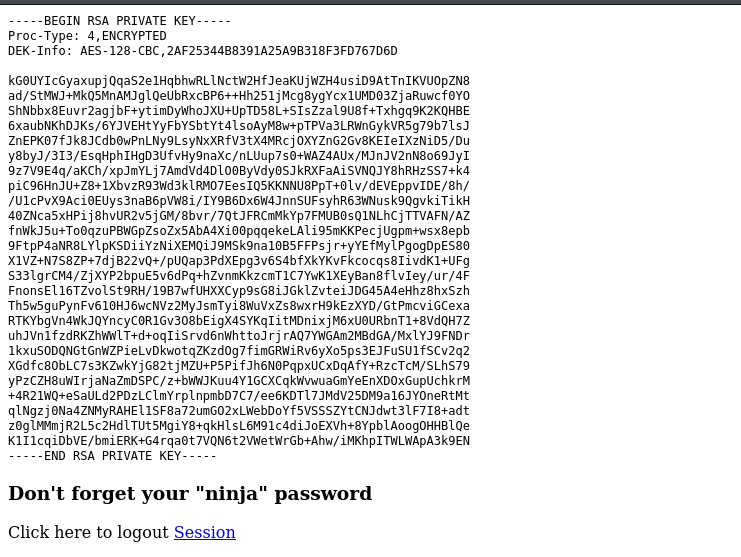 -----BEGIN RSA PRIVATE KEY-----
Proc-Type: 4,ENCRYPTED
DEK-Info: AES-128-CBC,2AF25344B8391A25A9B318F3FD767D6D

kG0UYIcGyaxupjQqaS2e1HqbhwRLlNctW2HfJeaKUjWZH4usiD9AtTnIKVUOpZN8
ad/StMWJ+MkQ5MnAMJglQeUbRxcBP6++Hh251jMcg8ygYcx1UMD03ZjaRuwcf0YO
ShNbbx8Euvr2agjbF+ytimDyWhoJXU+UpTD58L+SIsZzal9U8f+Txhgq9K2KQHBE
6xaubNKhDJKs/6YJVEHtYyFbYSbtYt4lsoAyM8w+pTPVa3LRWnGykVR5g79b7lsJ
ZnEPK07fJk8JCdb0wPnLNy9LsyNxXRfV3tX4MRcjOXYZnG2Gv8KEIeIXzNiD5/Du
y8byJ/3I3/EsqHphIHgD3UfvHy9naXc/nLUup7s0+WAZ4AUx/MJnJV2nN8o69JyI
9z7V9E4q/aKCh/xpJmYLj7AmdVd4DlO0ByVdy0SJkRXFaAiSVNQJY8hRHzSS7+k4
piC96HnJU+Z8+1XbvzR93Wd3klRMO7EesIQ5KKNNU8PpT+0lv/dEVEppvIDE/8h/
/U1cPvX9Aci0EUys3naB6pVW8i/IY9B6Dx6W4JnnSUFsyhR63WNusk9QgvkiTikH
40ZNca5xHPij8hvUR2v5jGM/8bvr/7QtJFRCmMkYp7FMUB0sQ1NLhCjTTVAFN/AZ
fnWkJ5u+To0qzuPBWGpZsoZx5AbA4Xi00pqqekeLAli95mKKPecjUgpm+wsx8epb
9FtpP4aNR8LYlpKSDiiYzNiXEMQiJ9MSk9na10B5FFPsjr+yYEfMylPgogDpES80
X1VZ+N7S8ZP+7djB22vQ+/pUQap3PdXEpg3v6S4bfXkYKvFkcocqs8IivdK1+UFg
S33lgrCM4/ZjXYP2bpuE5v6dPq+hZvnmKkzcmT1C7YwK1XEyBan8flvIey/ur/4F
FnonsEl16TZvolSt9RH/19B7wfUHXXCyp9sG8iJGklZvteiJDG45A4eHhz8hxSzh
Th5w5guPynFv610HJ6wcNVz2MyJsmTyi8WuVxZs8wxrH9kEzXYD/GtPmcviGCexa
RTKYbgVn4WkJQYncyC0R1Gv3O8bEigX4SYKqIitMDnixjM6xU0URbnT1+8VdQH7Z
uhJVn1fzdRKZhWWlT+d+oqIiSrvd6nWhttoJrjrAQ7YWGAm2MBdGA/MxlYJ9FNDr
1kxuSODQNGtGnWZPieLvDkwotqZKzdOg7fimGRWiRv6yXo5ps3EJFuSU1fSCv2q2
XGdfc8ObLC7s3KZwkYjG82tjMZU+P5PifJh6N0PqpxUCxDqAfY+RzcTcM/SLhS79
yPzCZH8uWIrjaNaZmDSPC/z+bWWJKuu4Y1GCXCqkWvwuaGmYeEnXDOxGupUchkrM
+4R21WQ+eSaULd2PDzLClmYrplnpmbD7C7/ee6KDTl7JMdV25DM9a16JYOneRtMt
qlNgzj0Na4ZNMyRAHEl1SF8a72umGO2xLWebDoYf5VSSSZYtCNJdwt3lF7I8+adt
z0glMMmjR2L5c2HdlTUt5MgiY8+qkHlsL6M91c4diJoEXVh+8YpblAoogOHHBlQe
K1I1cqiDbVE/bmiERK+G4rqa0t7VQN6t2VWetWrGb+Ahw/iMKhpITWLWApA3k9EN
-----END RSA PRIVATE KEY-----
Don't forget your "ninja" password
Click here to logout Session